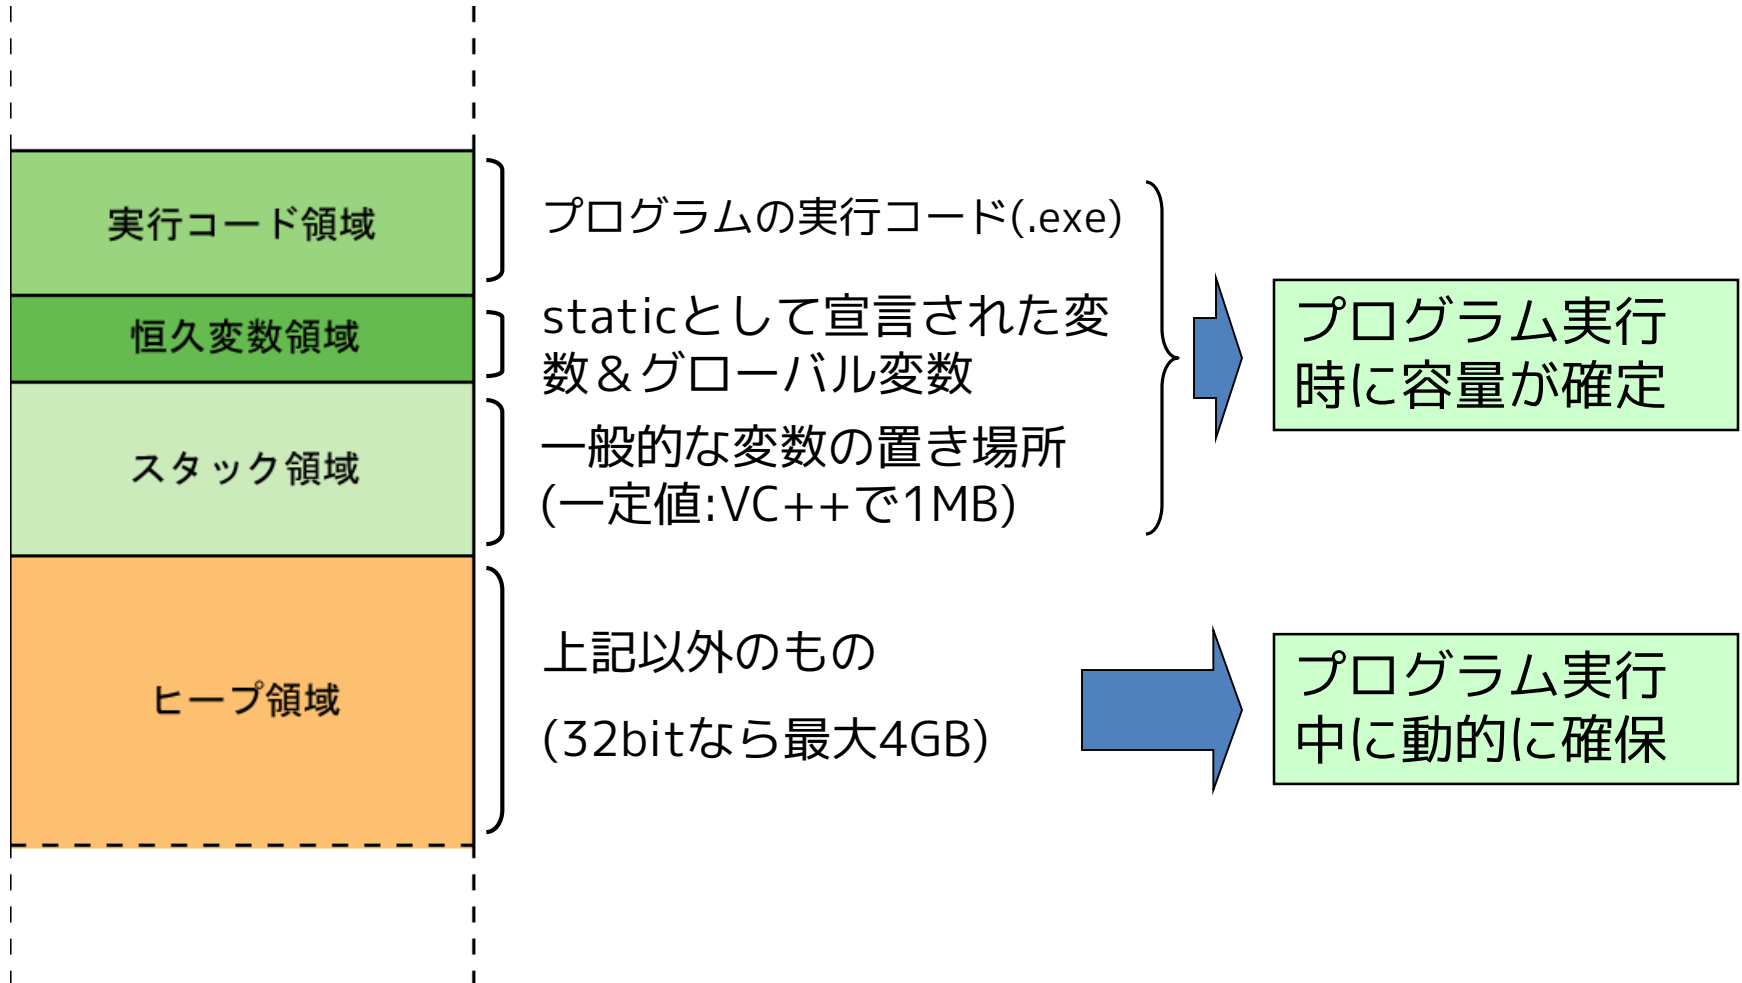 実行コード領域
プログラムの実行コード(.exe)
恒久変数領域
staticとして宣言された変
数＆グローバル変数
スタック領域
一般的な変数の置き場所
(一定値:VC++で1MB)
プログラム実行
時に容量が確定
ヒープ領域
上記以外のもの
(32bitなら最大4GB)
プログラム実行
中に動的に確保